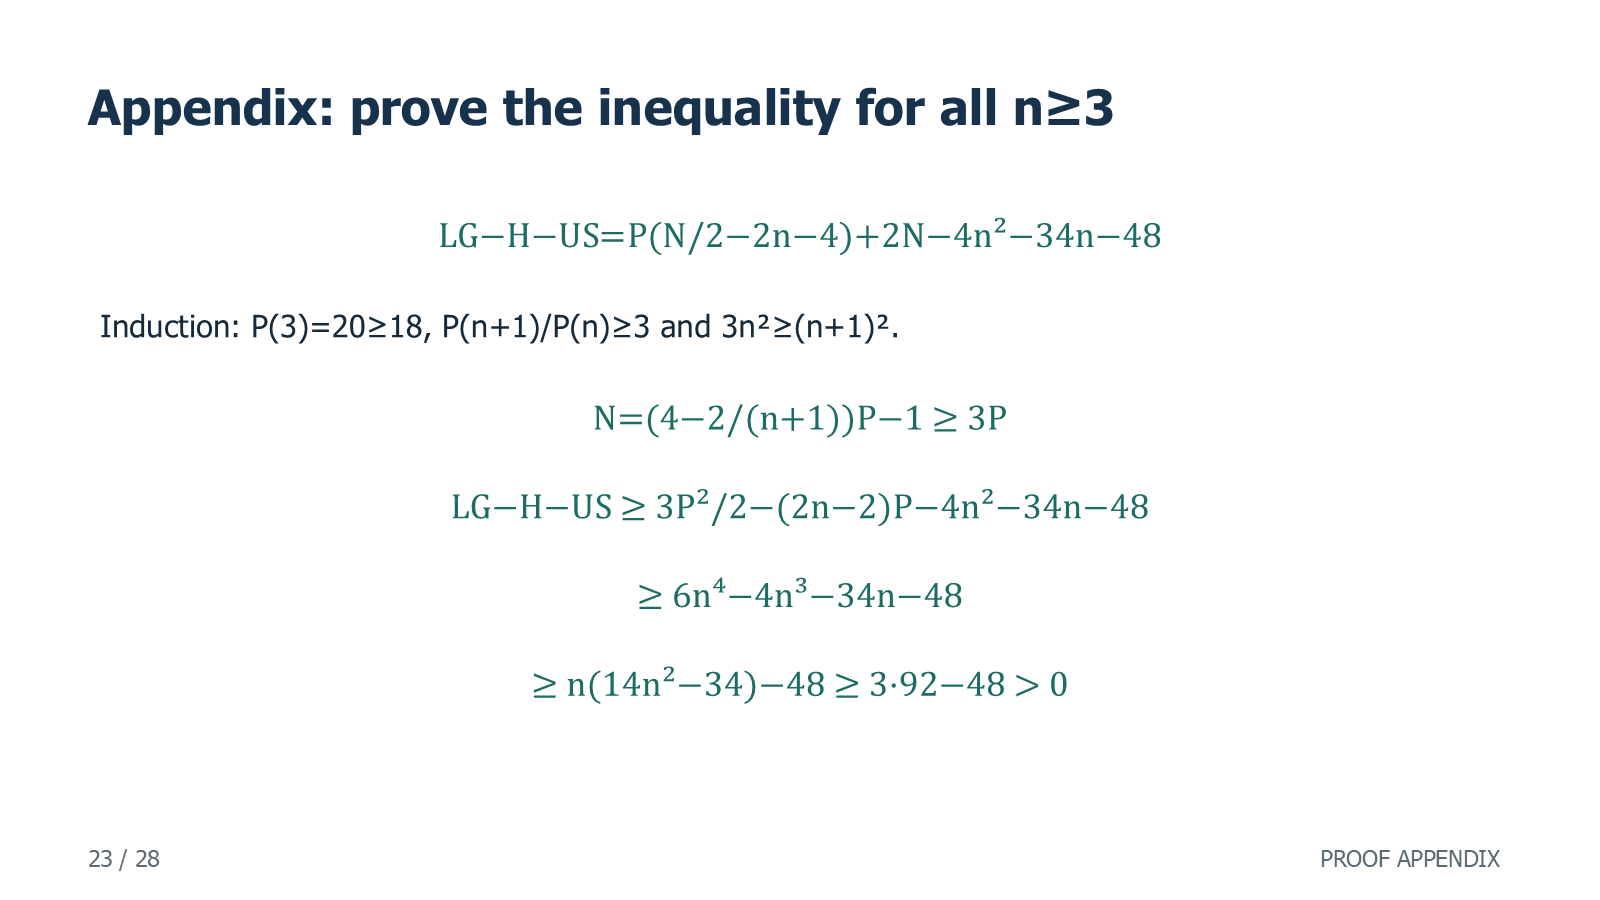 Appendix: prove the inequality for all n≥3
LG−H−US=P(N/2−2n−4)+2N−4n²−34n−48
Induction: P(3)=20≥18, P(n+1)/P(n)≥3 and 3n²≥(n+1)².
N=(4−2/(n+1))P−1 ≥ 3P
LG−H−US ≥ 3P²/2−(2n−2)P−4n²−34n−48
≥ 6n⁴−4n³−34n−48
≥ n(14n²−34)−48 ≥ 3·92−48 > 0
23 / 28
PROOF APPENDIX